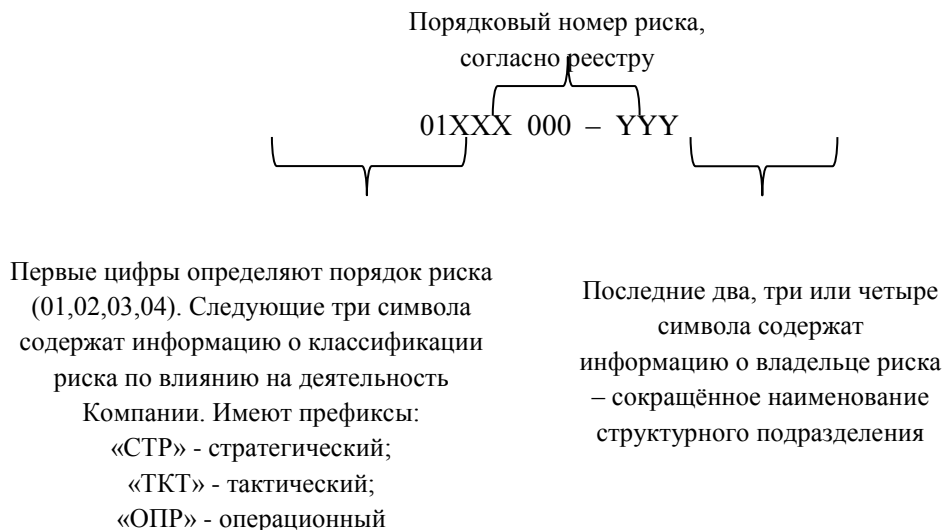 Порядковый номер риска,
согласно реестру
01XXX 000 – YYY
Первые цифры определяют порядок риска
(01,02,03,04). Следующие три символа
содержат информацию о классификации
риска по влиянию на деятельность
Компании. Имеют префиксы:
«СТР» - стратегический;
«ТКТ» - тактический;
«ОПР» - операционный
Последние два, три или четыре
символа содержат
информацию о владельце риска
– сокращённое наименование
структурного подразделения